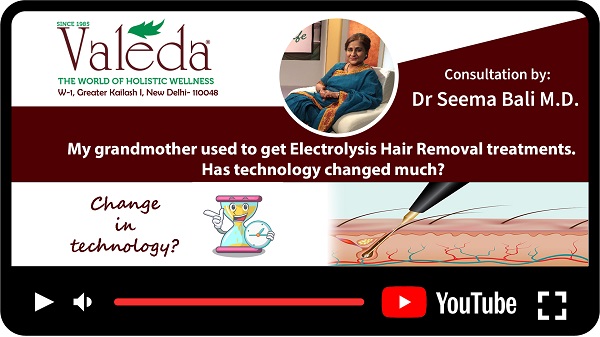 SINCE 1985
Valeda®
THE WORLD OF HOLISTIC WELLNESS
W-1, Greater Kailash I, New Delhi- 110048
Consultation by:
Dr Seema Bali M.D.
My grandmother used to get Electrolysis Hair Removal treatments.
Has technology changed much?
Change
in
technology?
YouTube